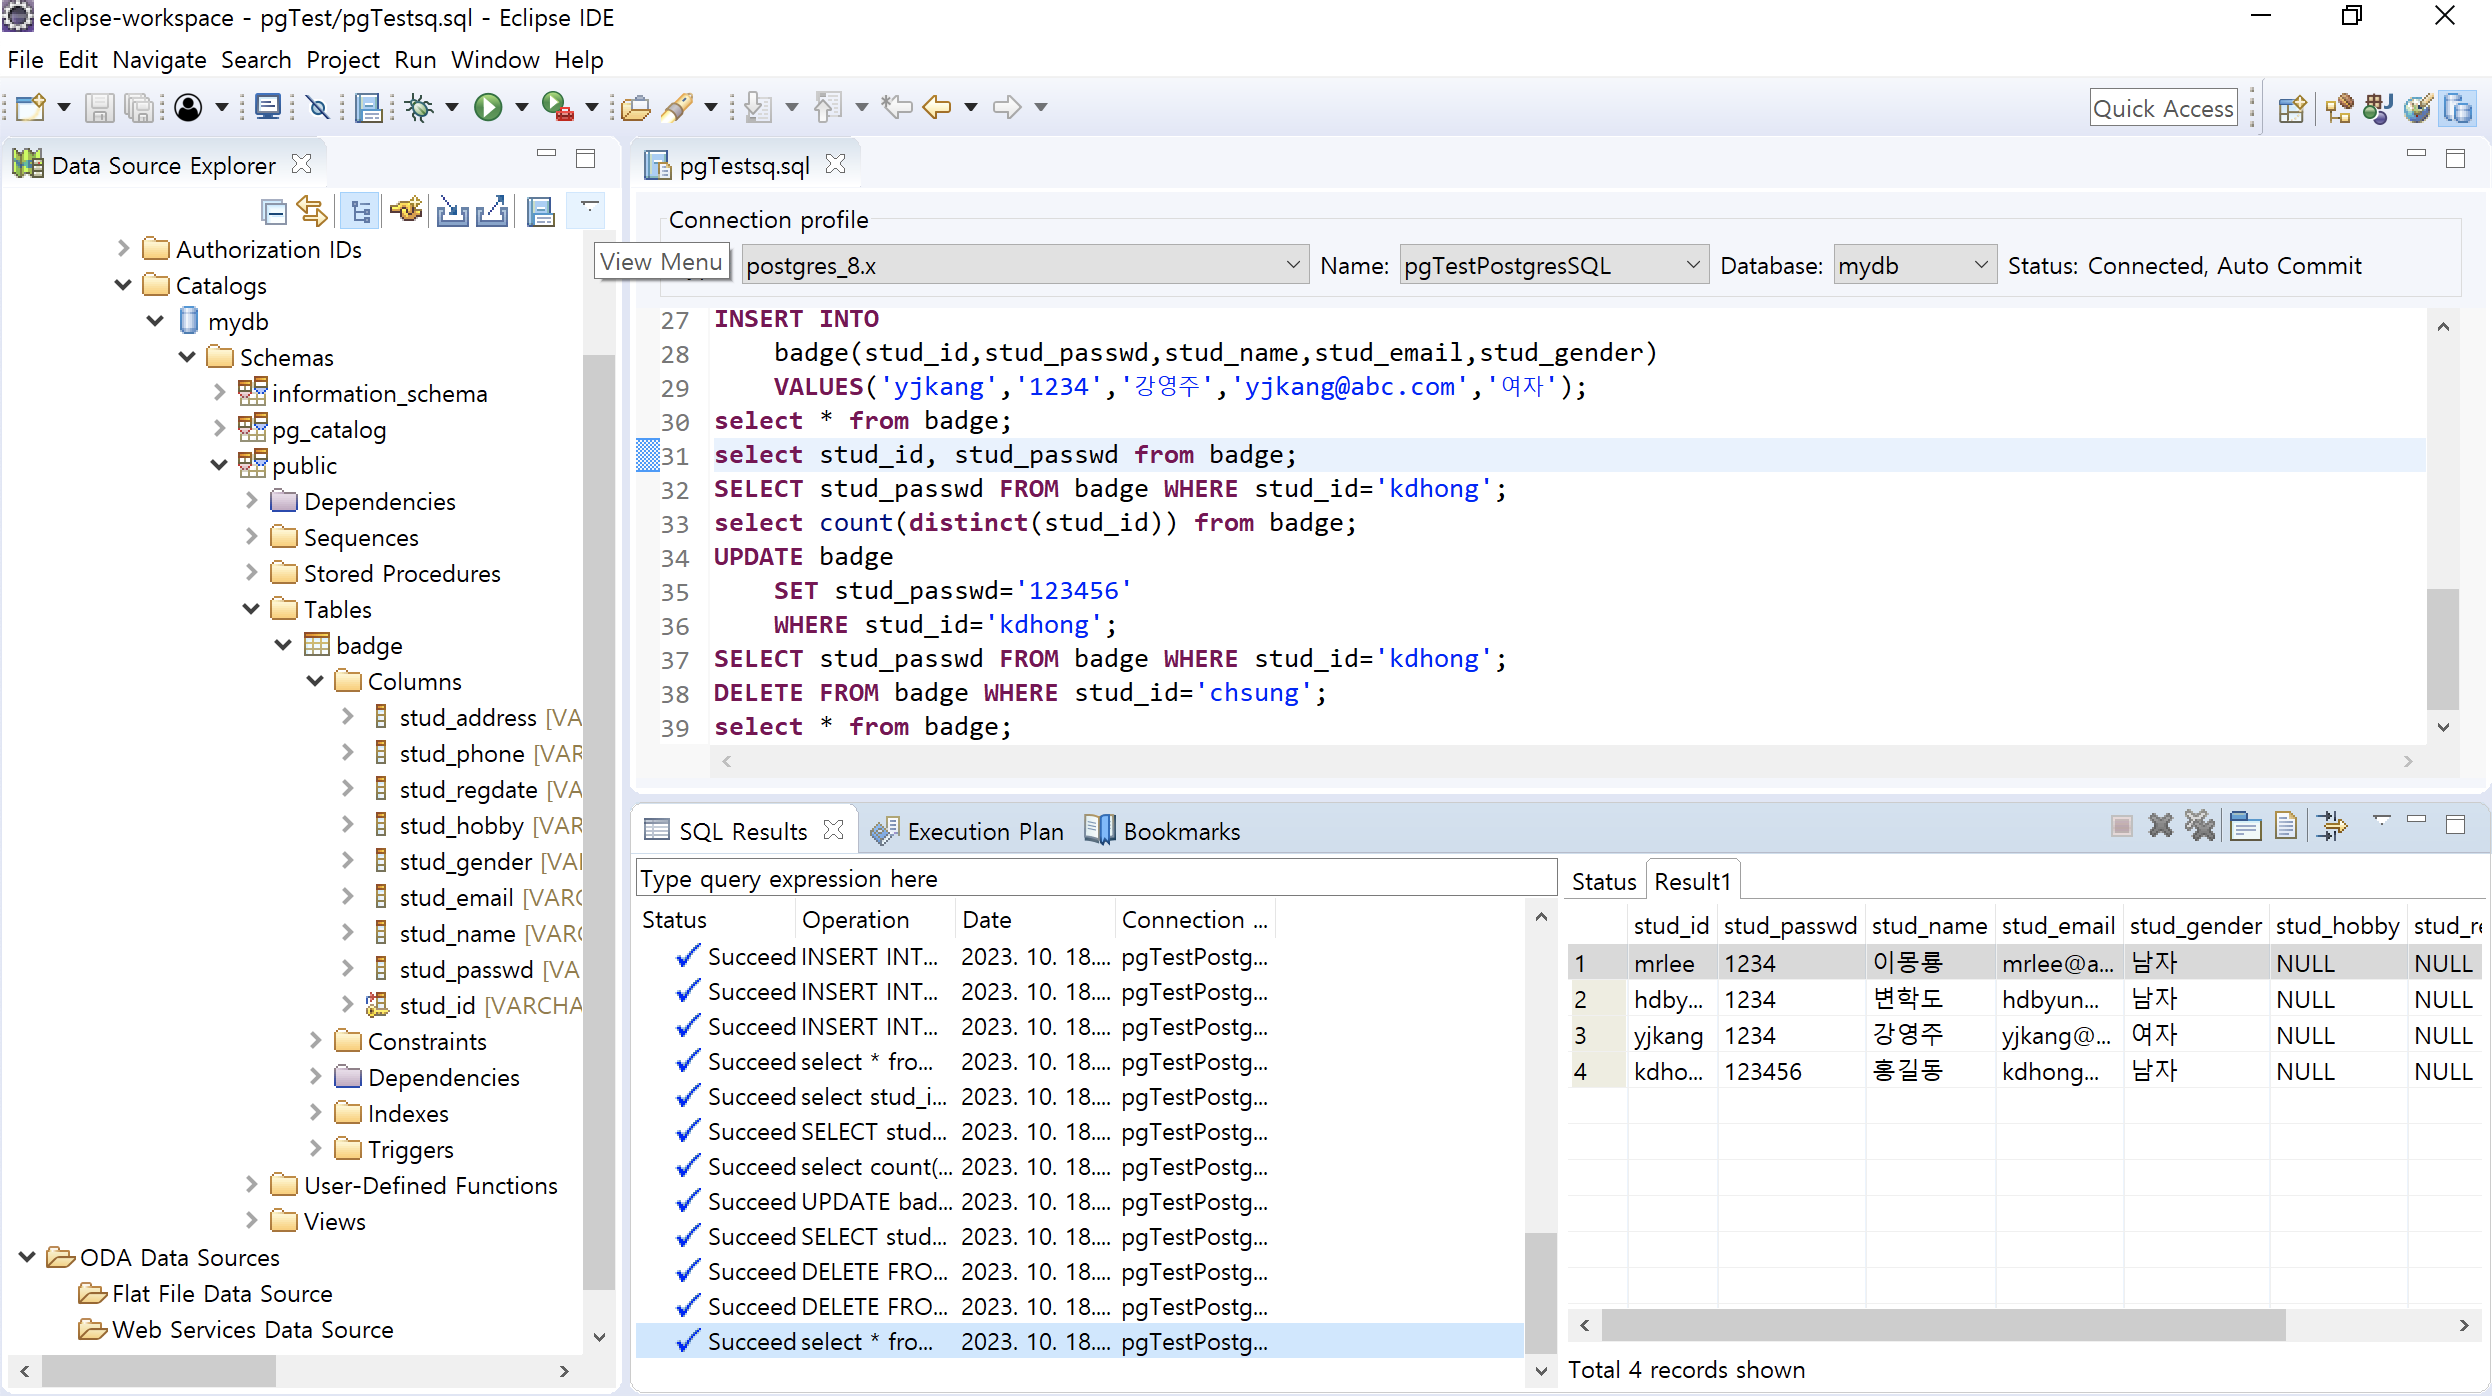 eclipse-workspace - pgTest/pgTestsq.sql - Eclipse IDE
File Edit Navigate Search Project Run Window Help
Quick Access
Data Source Explorer
Authorization IDs
Catalogs
mydb
Schemas
information_schema
pg_catalog
public
Dependencies
Sequences
Stored Procedures
Tables
badge
Columns
stud_address [VA
stud_phone [VAR
stud_regdate [VA
stud_hobby [VAR
stud_gender [VAI
stud_email [VARC
stud_name [VARC
stud_passwd [VA
stud_id [VARCHA
Constraints
Dependencies
Indexes
Triggers
User-Defined Functions
Views
ODA Data Sources
Flat File Data Source
Web Services Data Source
View Menu
pgTestsq.sql
Connection profile
postgres_8.x Name: pgTestPostgresSQL Database: mydb Status: Connected, Auto Commit
27 INSERT INTO
28 badge(stud_id,stud_passwd,stud_name,stud_email,stud_gender)
29 VALUES('yjkang','1234','강영주','yjkang@abc.com','여자');
30 select * from badge;
31 select stud_id, stud_passwd from badge;
32 SELECT stud_passwd FROM badge WHERE stud_id='kdhong';
33 select count(distinct(stud_id)) from badge;
34 UPDATE badge
35 SET stud_passwd='123456'
36 WHERE stud_id='kdhong';
37 SELECT stud_passwd FROM badge WHERE stud_id='kdhong';
38 DELETE FROM badge WHERE stud_id='chsung';
39 select * from badge;
SQL Results Execution Plan Bookmarks
Type query expression here
Status Operation Date Connection ...
Succeed INSERT INT... 2023. 10. 18.... pgTestPostg...
Succeed INSERT INT... 2023. 10. 18.... pgTestPostg...
Succeed INSERT INT... 2023. 10. 18.... pgTestPostg...
Succeed select * fro... 2023. 10. 18.... pgTestPostg...
Succeed select stud_i... 2023. 10. 18.... pgTestPostg...
Succeed SELECT stud... 2023. 10. 18.... pgTestPostg...
Succeed select count(... 2023. 10. 18.... pgTestPostg...
Succeed UPDATE bad... 2023. 10. 18.... pgTestPostg...
Succeed SELECT stud... 2023. 10. 18.... pgTestPostg...
Succeed DELETE FRO... 2023. 10. 18.... pgTestPostg...
Succeed DELETE FRO... 2023. 10. 18.... pgTestPostg...
Succeed select * fro... 2023. 10. 18.... pgTestPostg...
Status Result1
stud_id stud_passwd stud_name stud_email stud_gender stud_hobby stud_re
1 mrlee 1234 이몽룡 mrlee@a... 남자 NULL NULL
2 hdby... 1234 변학도 hdbyun... 남자 NULL NULL
3 yjkang 1234 강영주 yjkang@... 여자 NULL NULL
4 kdho... 123456 홍길동 kdhong... 남자 NULL NULL
Total 4 records shown